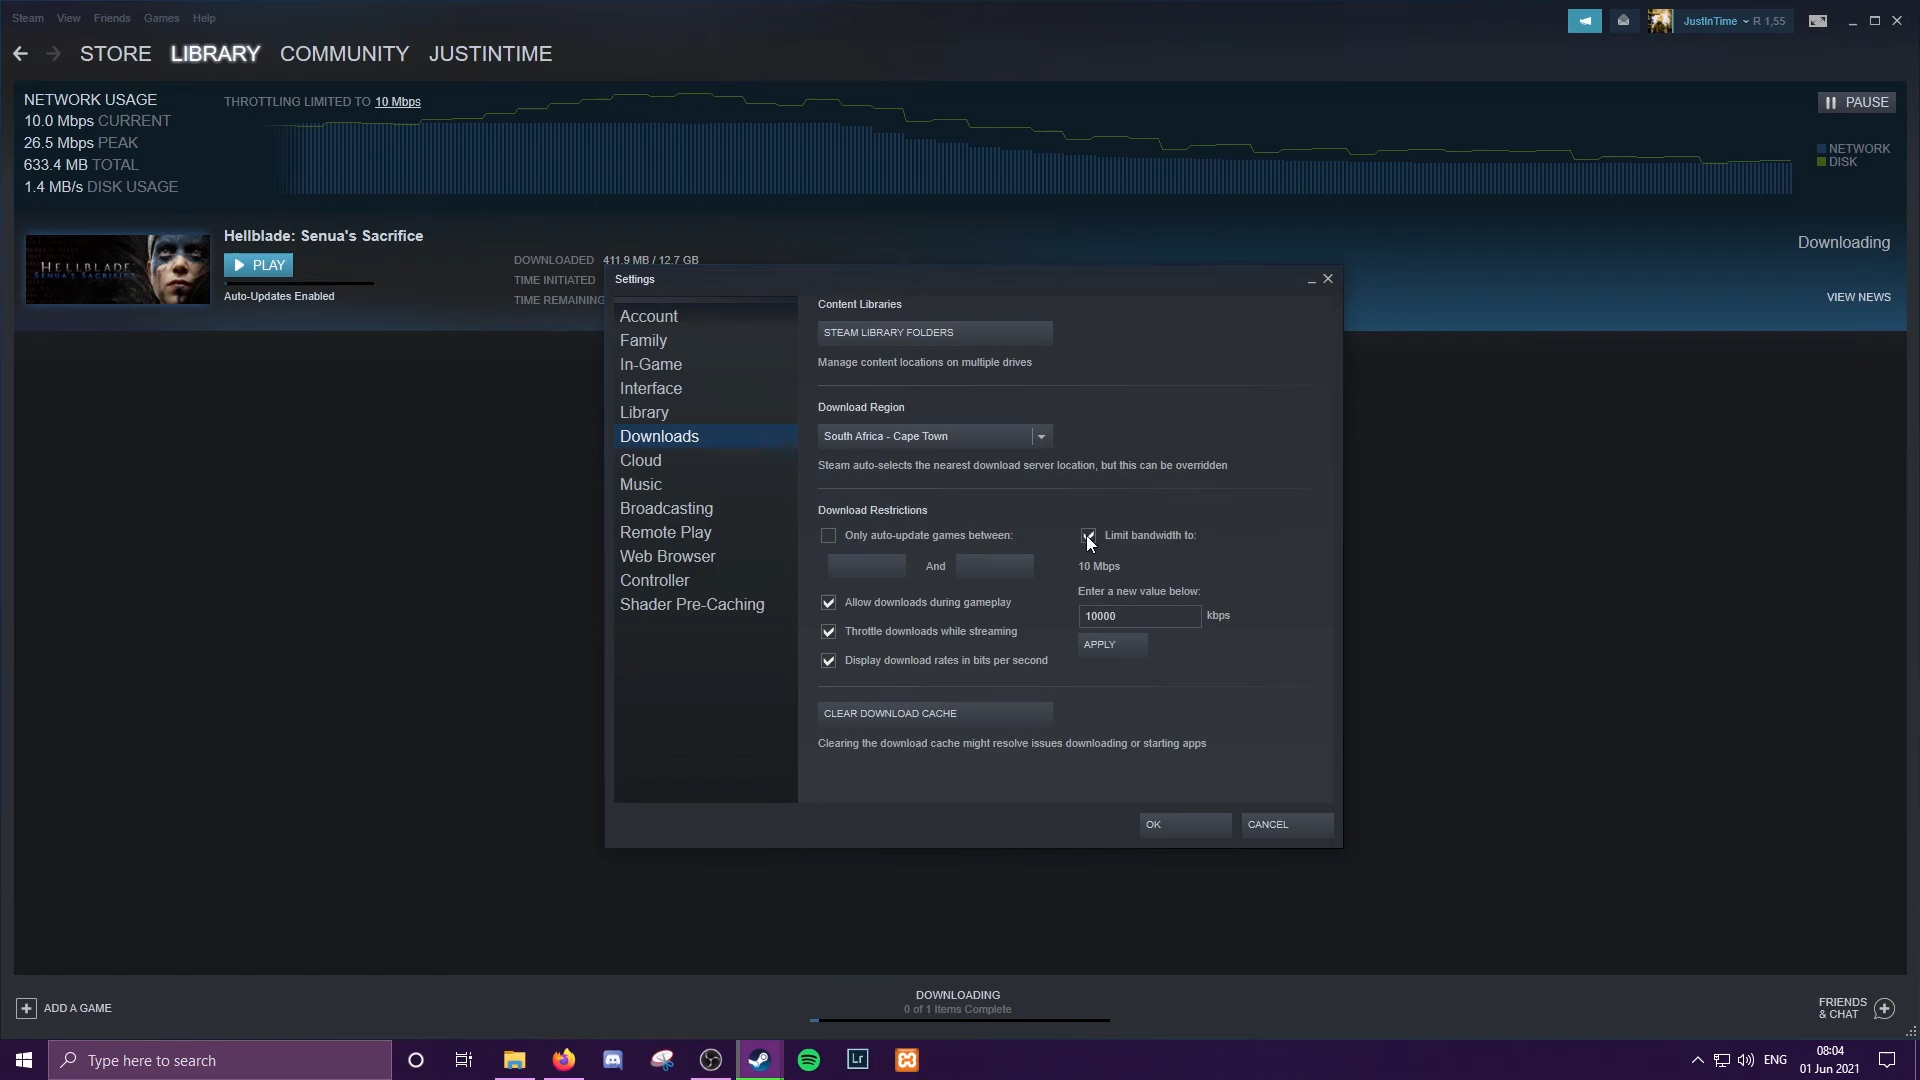 Steam View Friends Games Help
JustInTime R 1,55
STORE LIBRARY COMMUNITY JUSTINTIME
NETWORK USAGE
10.0 Mbps CURRENT
26.5 Mbps PEAK
633.4 MB TOTAL
1.4 MB/s DISK USAGE
THROTTLING LIMITED TO 10 Mbps
PAUSE
NETWORK
DISK
HELLBLADE
SENUA'S SACRIFICE
Hellblade: Senua's Sacrifice
PLAY
Auto-Updates Enabled
DOWNLOADED 411.9 MB / 12.7 GB
TIME INITIATED
TIME REMAINING
Downloading
VIEW NEWS
Settings
Account
Family
In-Game
Interface
Library
Downloads
Cloud
Music
Broadcasting
Remote Play
Web Browser
Controller
Shader Pre-Caching
Content Libraries
STEAM LIBRARY FOLDERS
Manage content locations on multiple drives
Download Region
South Africa - Cape Town
Steam auto-selects the nearest download server location, but this can be overridden
Download Restrictions
Only auto-update games between:
And
Allow downloads during gameplay
Throttle downloads while streaming
Display download rates in bits per second
Limit bandwidth to:
10 Mbps
Enter a new value below:
10000 kbps
APPLY
CLEAR DOWNLOAD CACHE
Clearing the download cache might resolve issues downloading or starting apps
OK CANCEL
ADD A GAME
DOWNLOADING
0 of 1 Items Complete
FRIENDS
& CHAT
Type here to search
Lr
ENG
08:04
01 Jun 2021